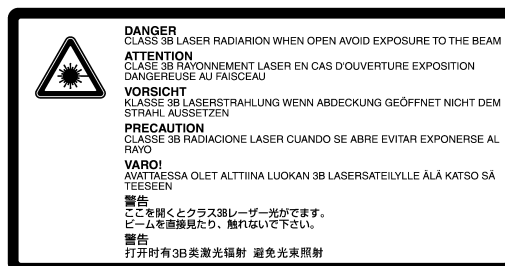 DANGER
CLASS 3B LASER RADIARION WHEN OPEN AVOID EXPOSURE TO THE BEAM
ATTENTION
CLASE 3B RAYONNEMENT LASER EN CAS D'OUVERTURE EXPOSITION
DANGEREUSE AU FAISCEAU
VORSICHT
KLASSE 3B LASERSTRAHLUNG WENN ABDECKUNG GEÖFFNET NICHT DEM
STRAHL AUSSETZEN
PRECAUTION
CLASSE 3B RADIACIONE LASER CUANDO SE ABRE EVITAR EXPONERSE AL
RAYO
VARO!
AVATTAESSA OLET ALTTIINA LUOKAN 3B LASERSATEILYLLE ÄLÄ KATSO SÄ
TEESEEN
警告
ここを開くとクラス3Bレーザー光がでます。
ビームを直接見たり、触れないで下さい。
警告
打开时有3B类激光辐射 避免光束照射